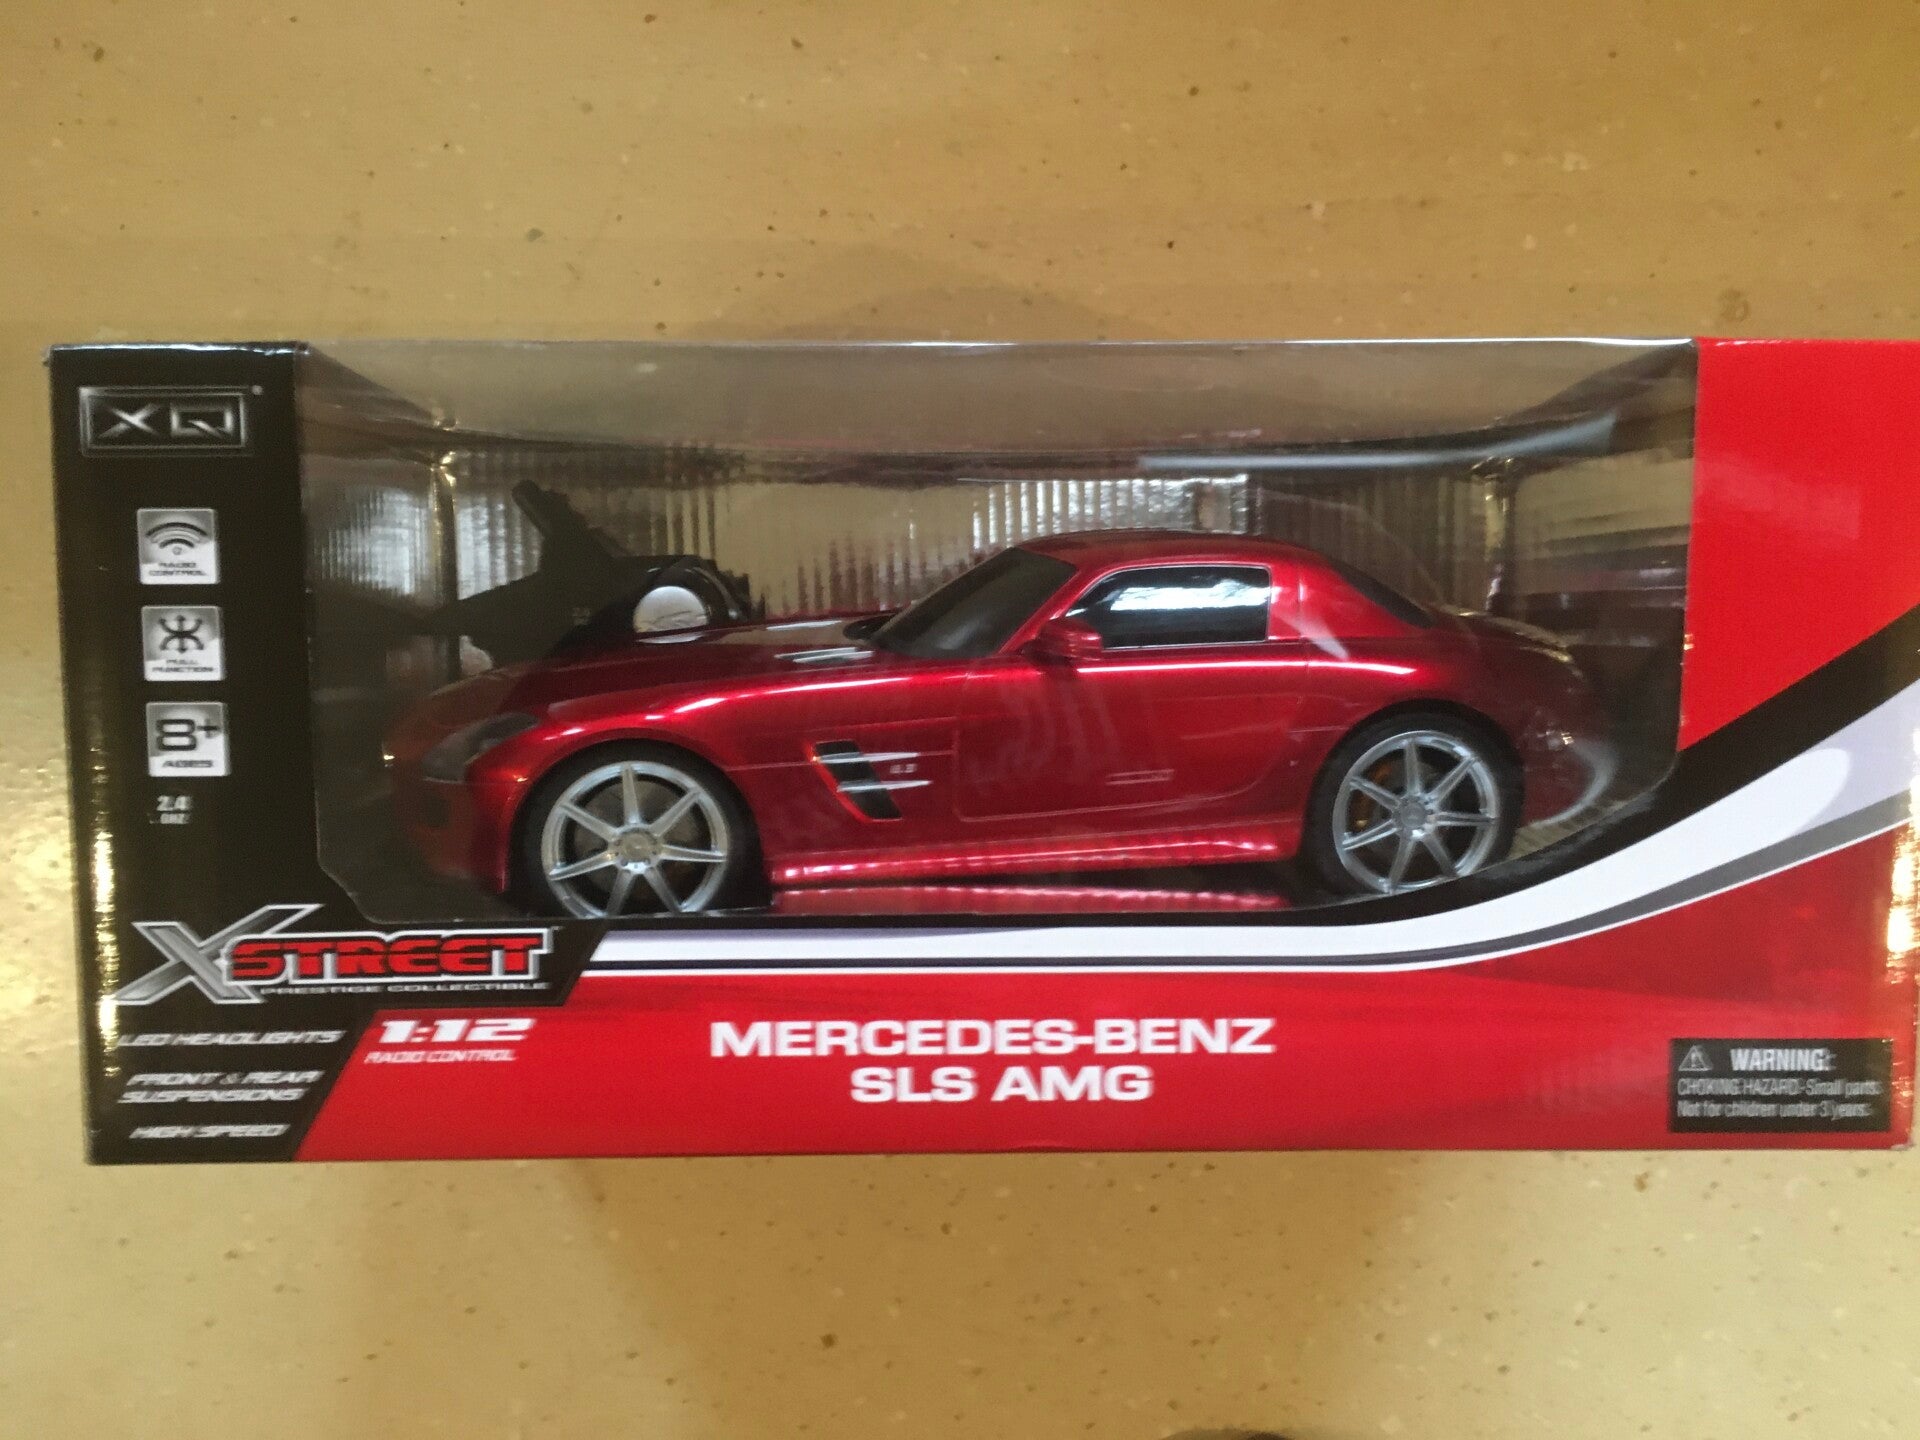 XQ
RADIO
CONTROL
FULL
FUNCTION
8+
AGES
2.4
GHZ
XSTREET
PRESTIGE COLLECTIBLE
LED HEADLIGHTS
FRONT & REAR
SUSPENSIONS
HIGH SPEED
1:12
RADIO CONTROL
MERCEDES-BENZ
SLS AMG
6.3
WARNING:
CHOKING HAZARD-Small parts.
Not for children under 3 years.